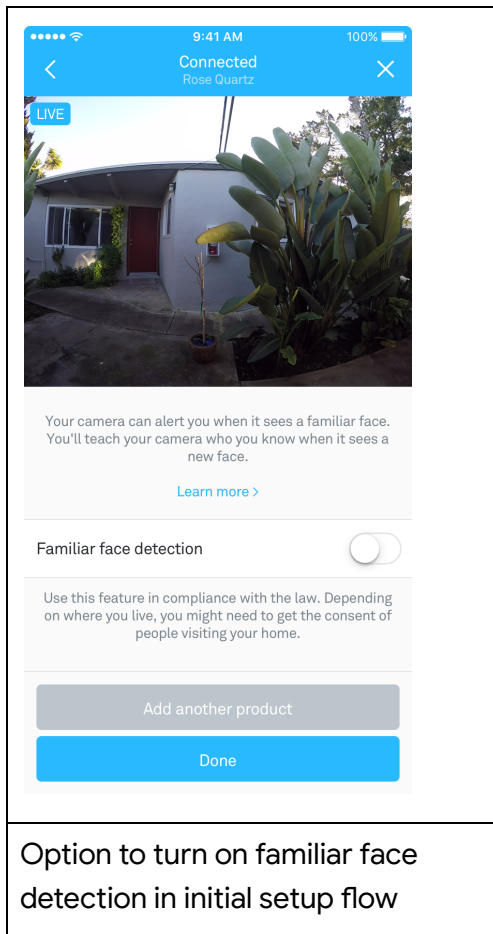 9:41 AM
100%
Connected
Rose Quartz
LIVE
Your camera can alert you when it sees a familiar face.
You'll teach your camera who you know when it sees a
new face.
Learn more >
Familiar face detection
Use this feature in compliance with the law. Depending
on where you live, you might need to get the consent of
people visiting your home.
Add another product
Done
Option to turn on familiar face
detection in initial setup flow